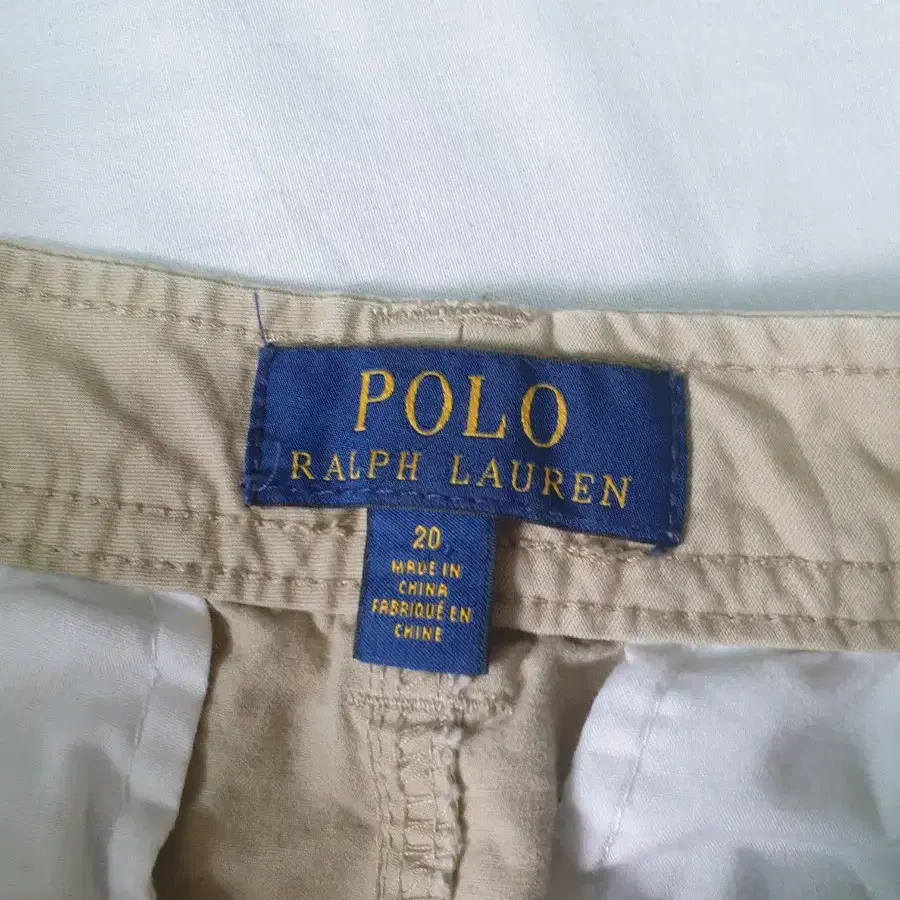 POLO
RALPH LAUREN
20
MADE IN
CHINA
FABRIQUÉ EN
CHINE